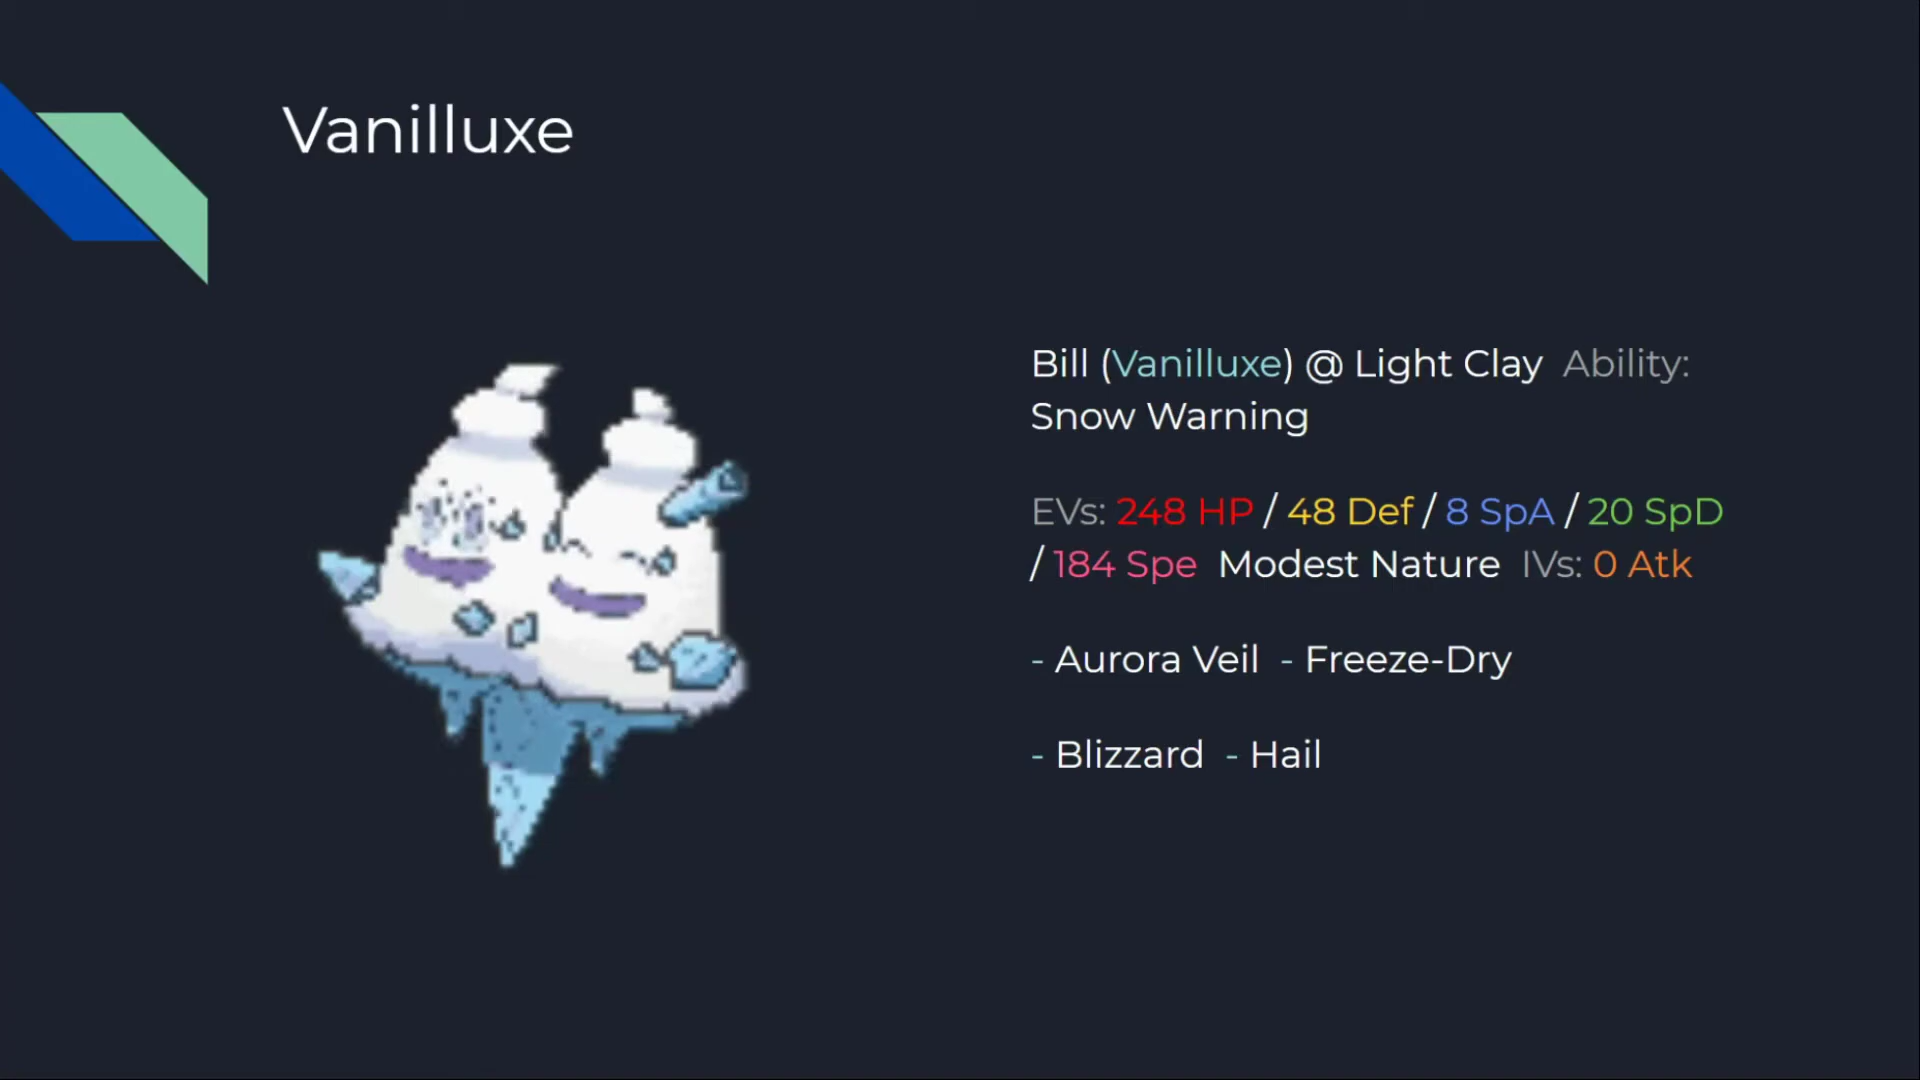 Vanilluxe
Bill (Vanilluxe) @ Light Clay Ability:
Snow Warning
EVs: 248 HP / 48 Def / 8 SpA / 20 SpD
/ 184 Spe Modest Nature IVs: 0 Atk
- Aurora Veil - Freeze-Dry
- Blizzard - Hail